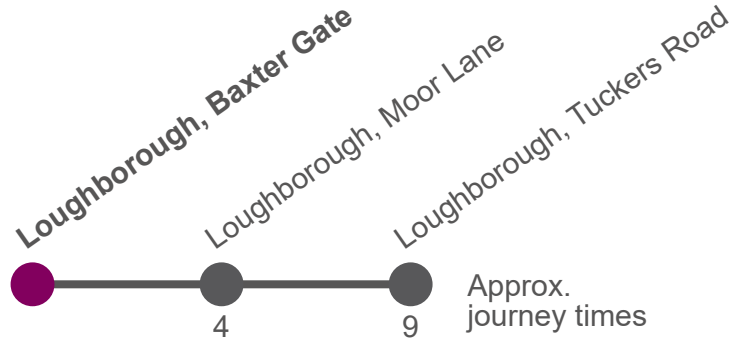 Loughborough, Baxter Gate
Loughborough, Moor Lane
Loughborough, Tuckers Road
4
9
Approx.
journey times